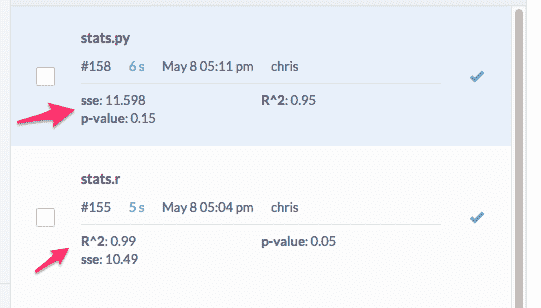 stats.py
#158 6 s May 8 05:11 pm chris
sse: 11.598 R^2: 0.95
p-value: 0.15
stats.r
#155 5 s May 8 05:04 pm chris
R^2: 0.99 p-value: 0.05
sse: 10.49